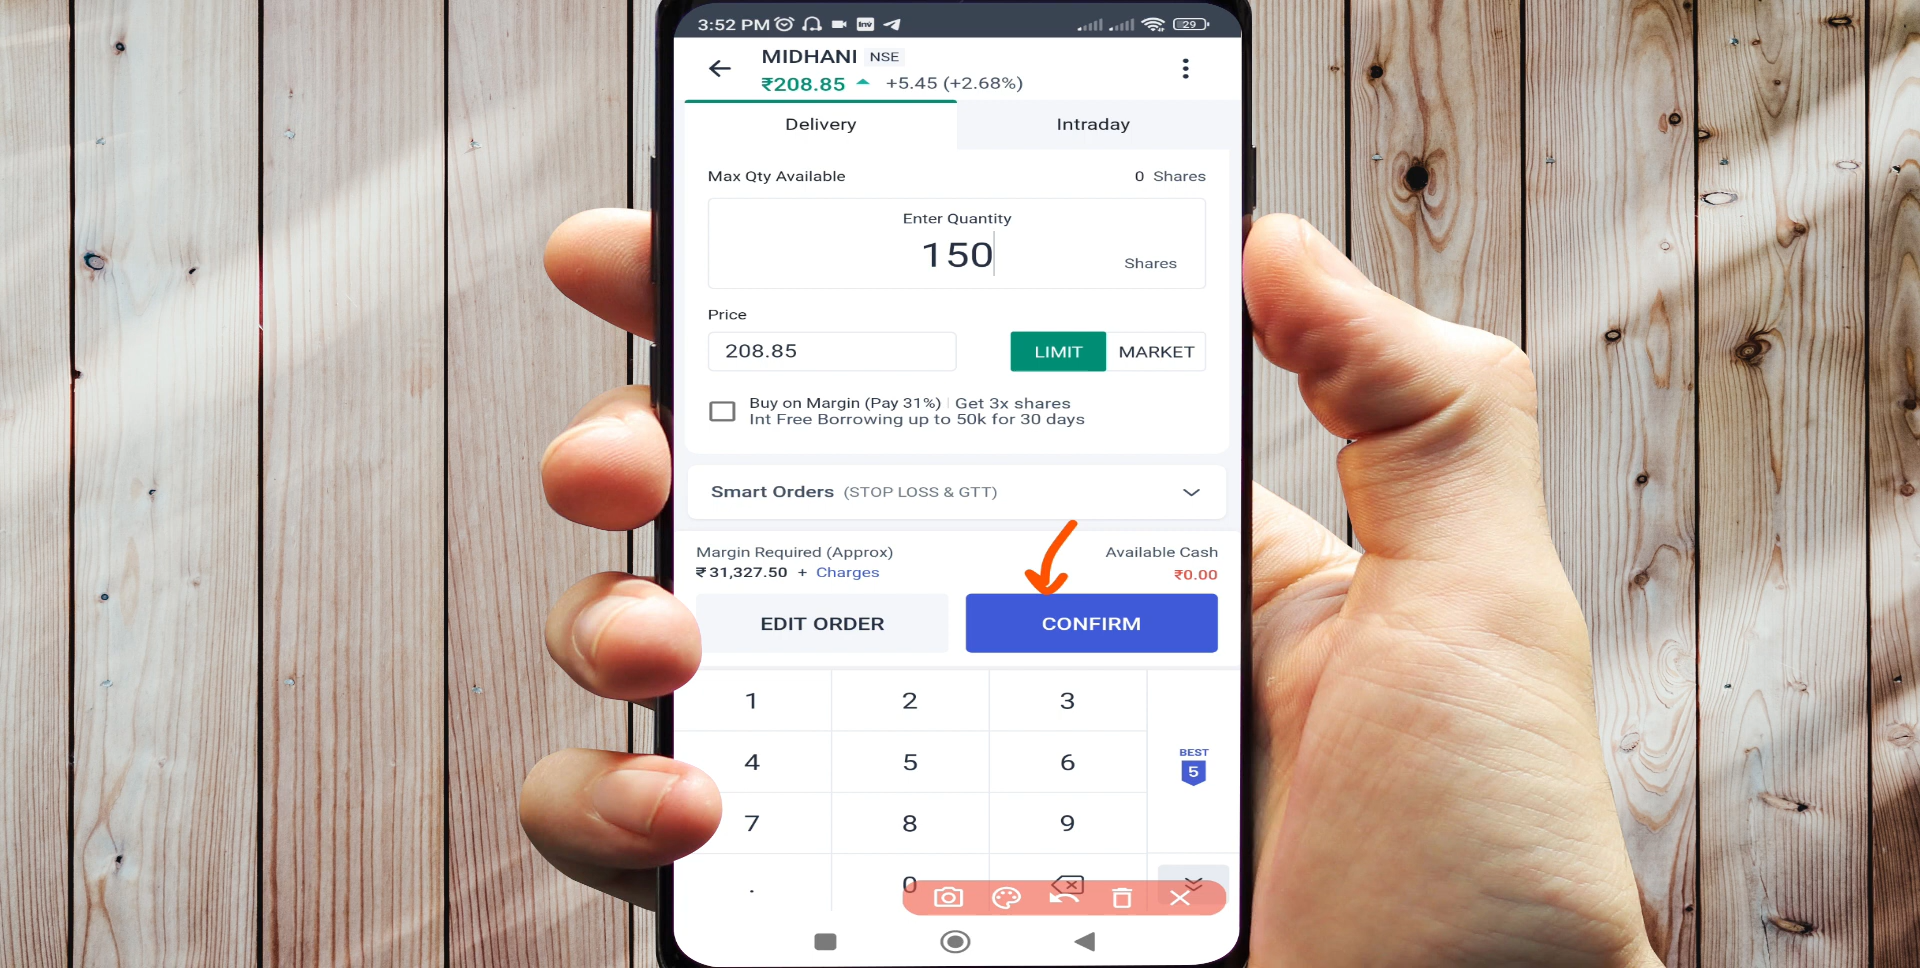 3:52 PM 29
MIDHANI NSE
₹208.85 +5.45 (+2.68%)
Delivery Intraday
Max Qty Available 0 Shares
Enter Quantity
150
Shares
Price
208.85 LIMIT MARKET
Buy on Margin (Pay 31%) | Get 3x shares
Int Free Borrowing up to 50k for 30 days
Smart Orders (STOP LOSS & GTT)
Margin Required (Approx) Available Cash
₹31,327.50 + Charges ₹0.00
EDIT ORDER CONFIRM
1 2 3
BEST
4 5 6 5
7 8 9
. 0